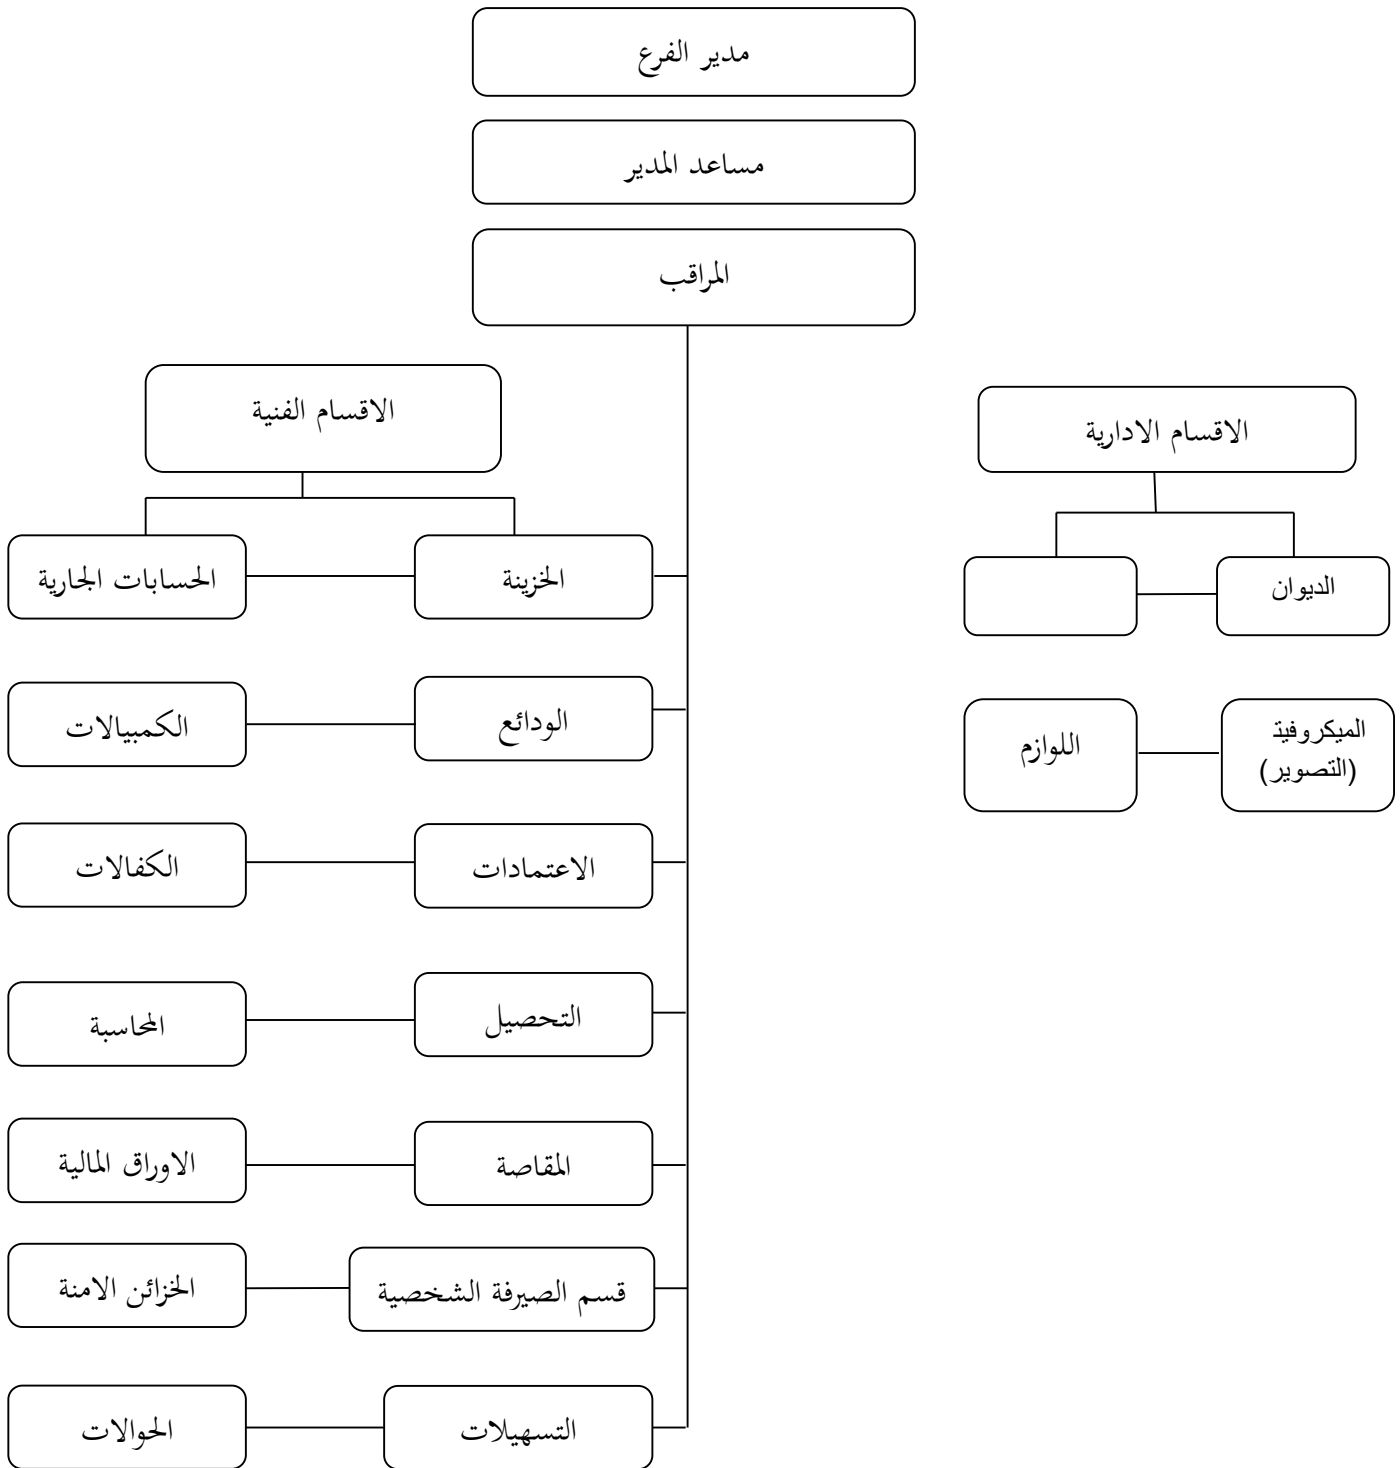 مدير الفرع
مساعد المدير
المراقب
الاقسام الادارية
الاقسام الفنية
الديوان
الميكروفيت
(التصوير)
اللوازم
الخزينة
الحسابات الجارية
الودائع
الكمبيالات
الاعتمادات
الكفالات
التحصيل
المحاسبة
المقاصة
الاوراق المالية
قسم الصيرفة الشخصية
الخزائن الامنة
التسهيلات
الحوالات